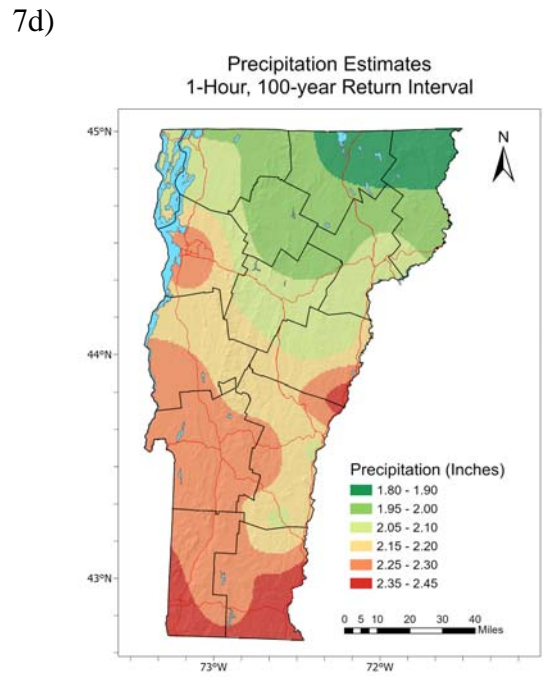 7d)
Precipitation Estimates
1-Hour, 100-year Return Interval
45°N
N
44°N
Precipitation (Inches)
1.80 - 1.90
1.95 - 2.00
2.05 - 2.10
2.15 - 2.20
2.25 - 2.30
2.35 - 2.45
43°N
0 5 10 20 30 40
Miles
73°W 72°W